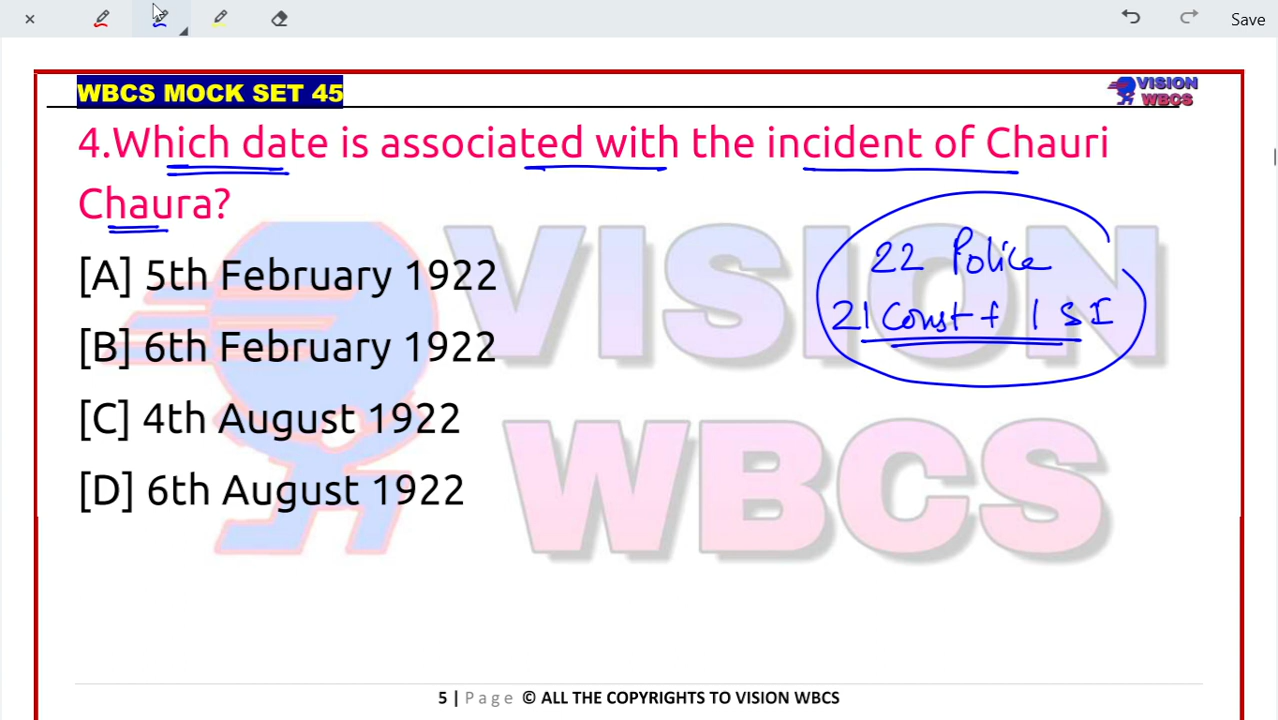 Save
WBCS MOCK SET 45
VISION
WBCS
4.Which date is associated with the incident of Chauri
Chaura?
[A] 5th February 1922
[B] 6th February 1922
[C] 4th August 1922
[D] 6th August 1922
22 Police
21 Const + 1 SI
VISION
WBCS
5 | Page © ALL THE COPYRIGHTS TO VISION WBCS